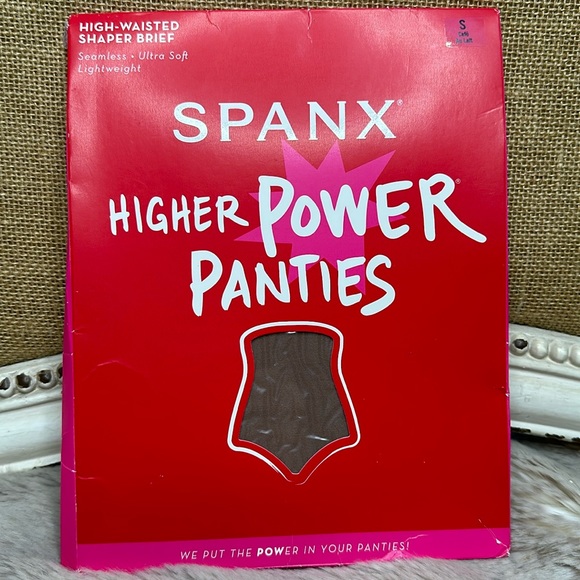 HIGH-WAISTED
SHAPER BRIEF
Seamless • Ultra Soft
Lightweight
S
SPANX®
HIGHER POWER®
PANTIES
WE PUT THE POWER IN YOUR PANTIES!